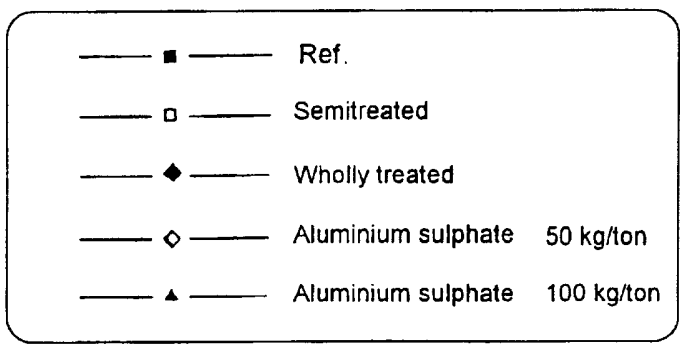 Ref.
Semitreated
Wholly treated
Aluminium sulphate 50 kg/ton
Aluminium sulphate 100 kg/ton